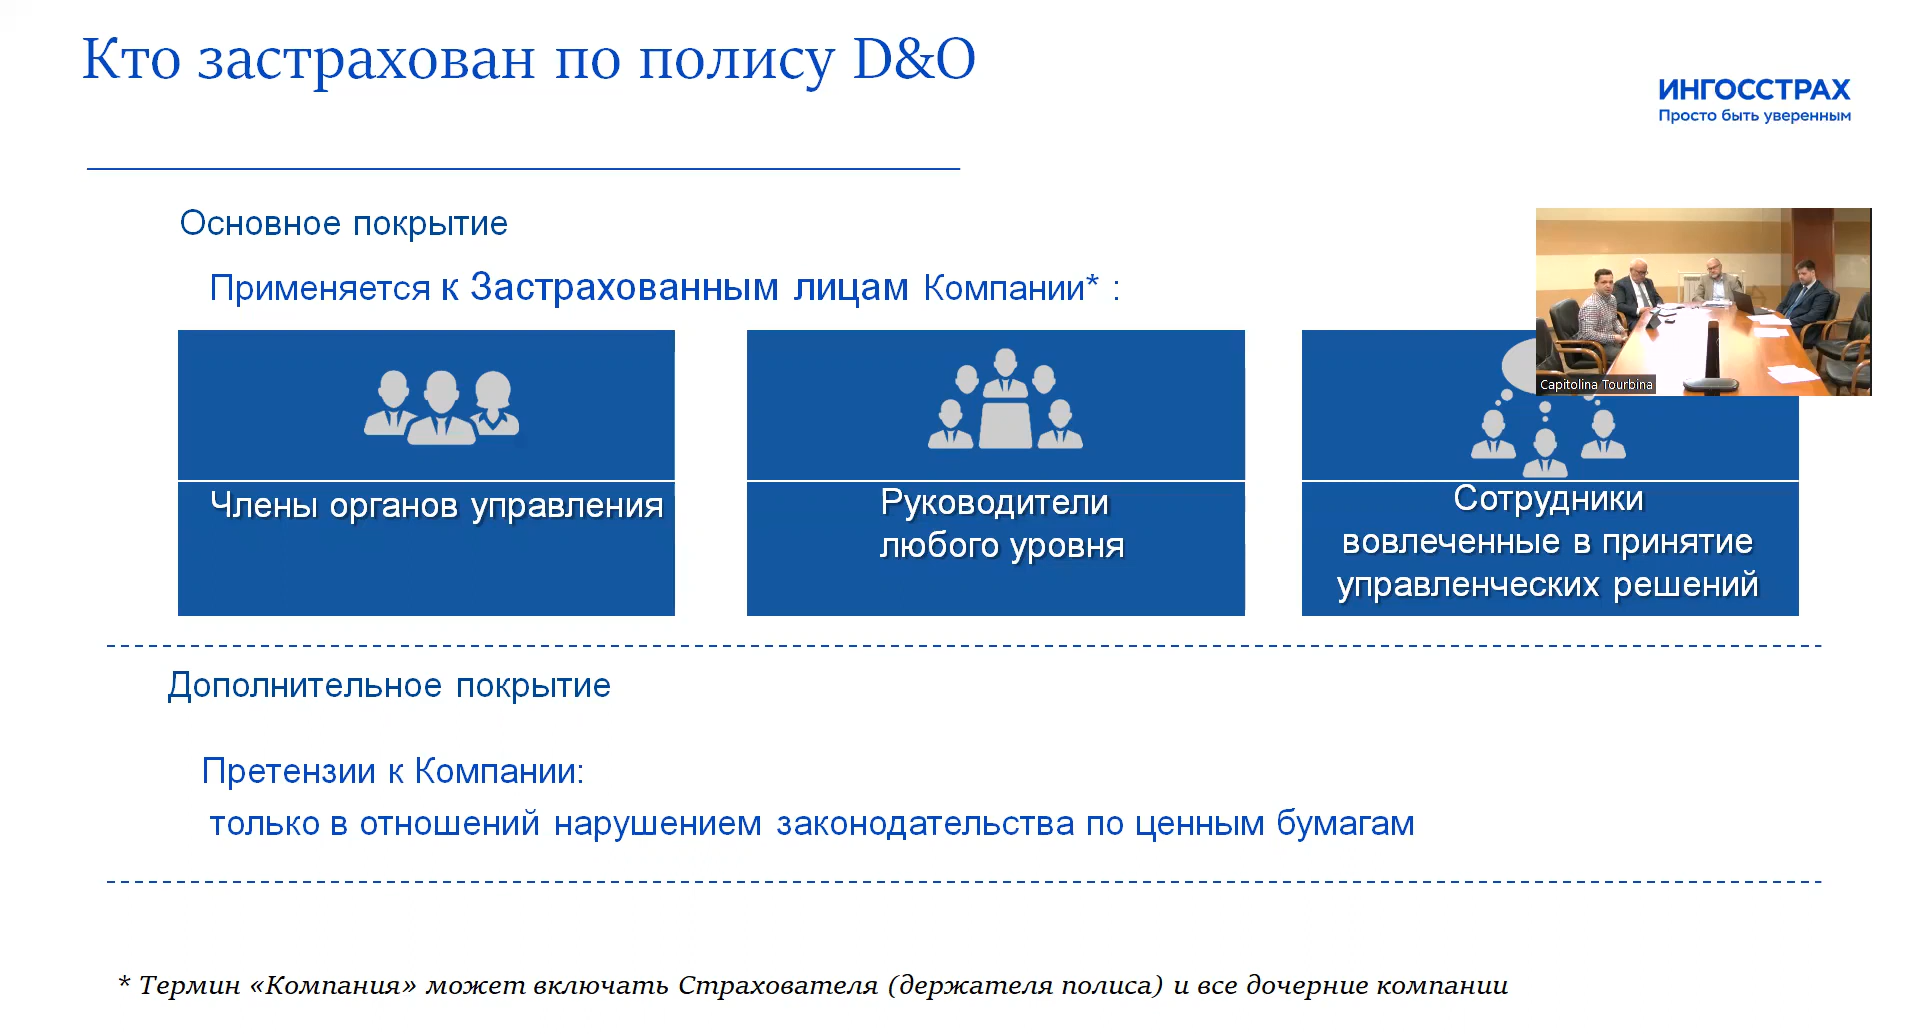 Кто застрахован по полису D&O
ИНГОССТРАХ
Просто быть уверенным
Основное покрытие
Применяется к Застрахованным лицам Компании* :
Capitolina Tourbina
Члены органов управления
Руководители
любого уровня
Сотрудники
вовлеченные в принятие
управленческих решений
Дополнительное покрытие
Претензии к Компании:
только в отношений нарушением законодательства по ценным бумагам
* Термин «Компания» может включать Страхователя (держателя полиса) и все дочерние компании